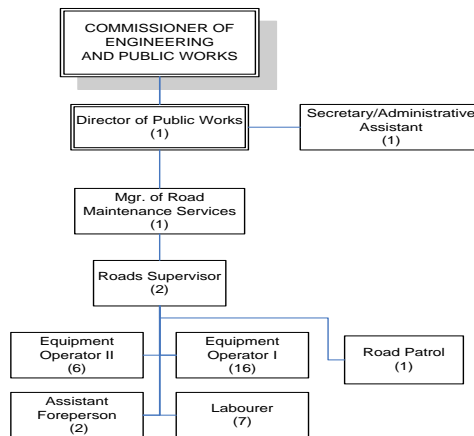 COMMISSIONER OF
ENGINEERING
AND PUBLIC WORKS
Director of Public Works
(1)
Secretary/Administrative
Assistant
(1)
Mgr. of Road
Maintenance Services
(1)
Roads Supervisor
(2)
Equipment
Operator II
(6)
Equipment
Operator I
(16)
Road Patrol
(1)
Assistant
Foreperson
(2)
Labourer
(7)